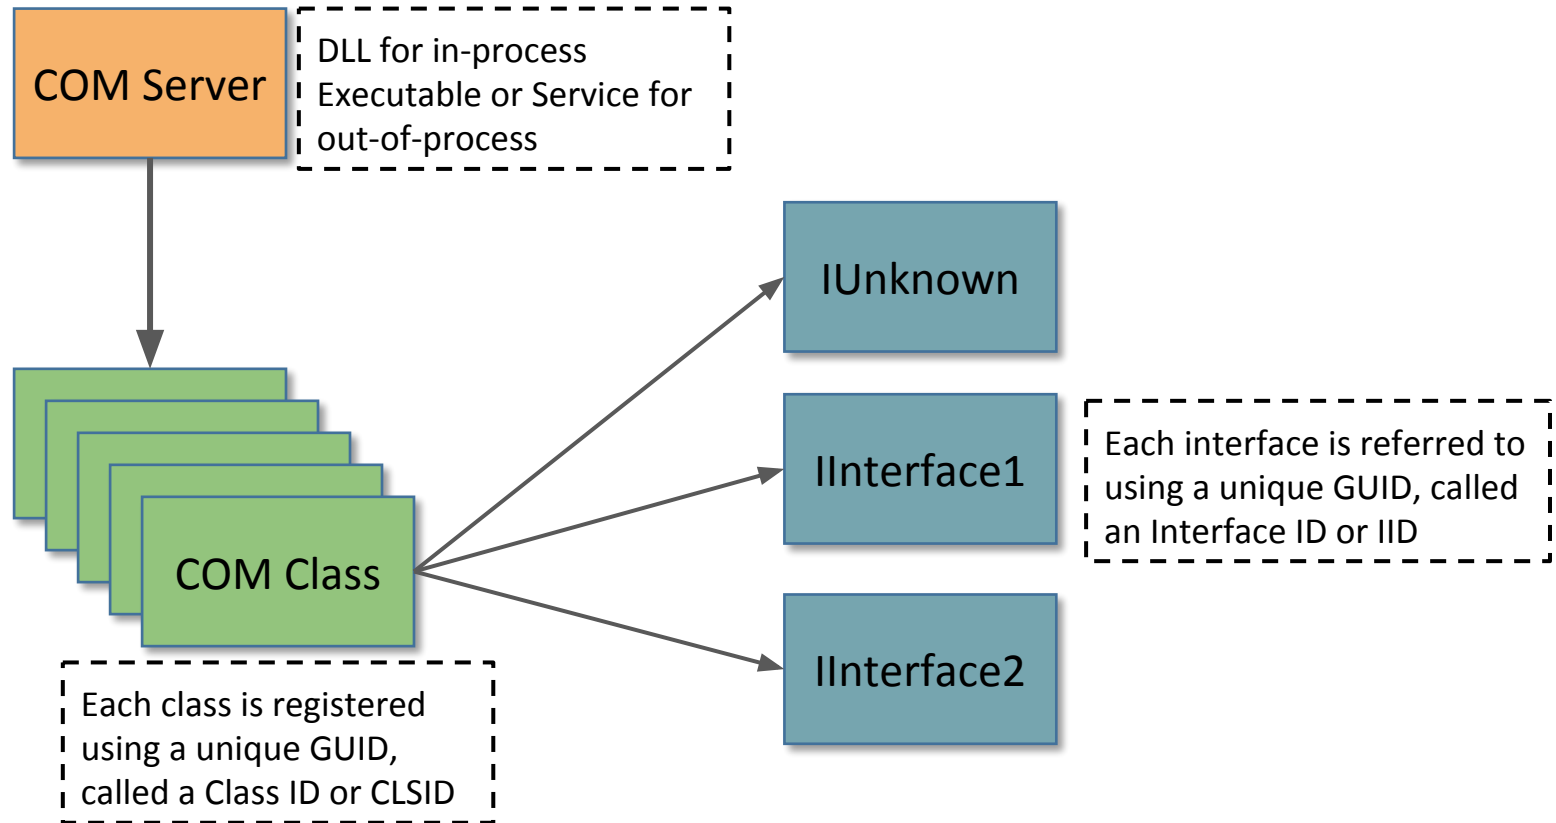 COM Server
DLL for in-process
Executable or Service for
out-of-process
IUnknown
IInterface1
Each interface is referred to
using a unique GUID, called
an Interface ID or IID
COM Class
IInterface2
Each class is registered
using a unique GUID,
called a Class ID or CLSID